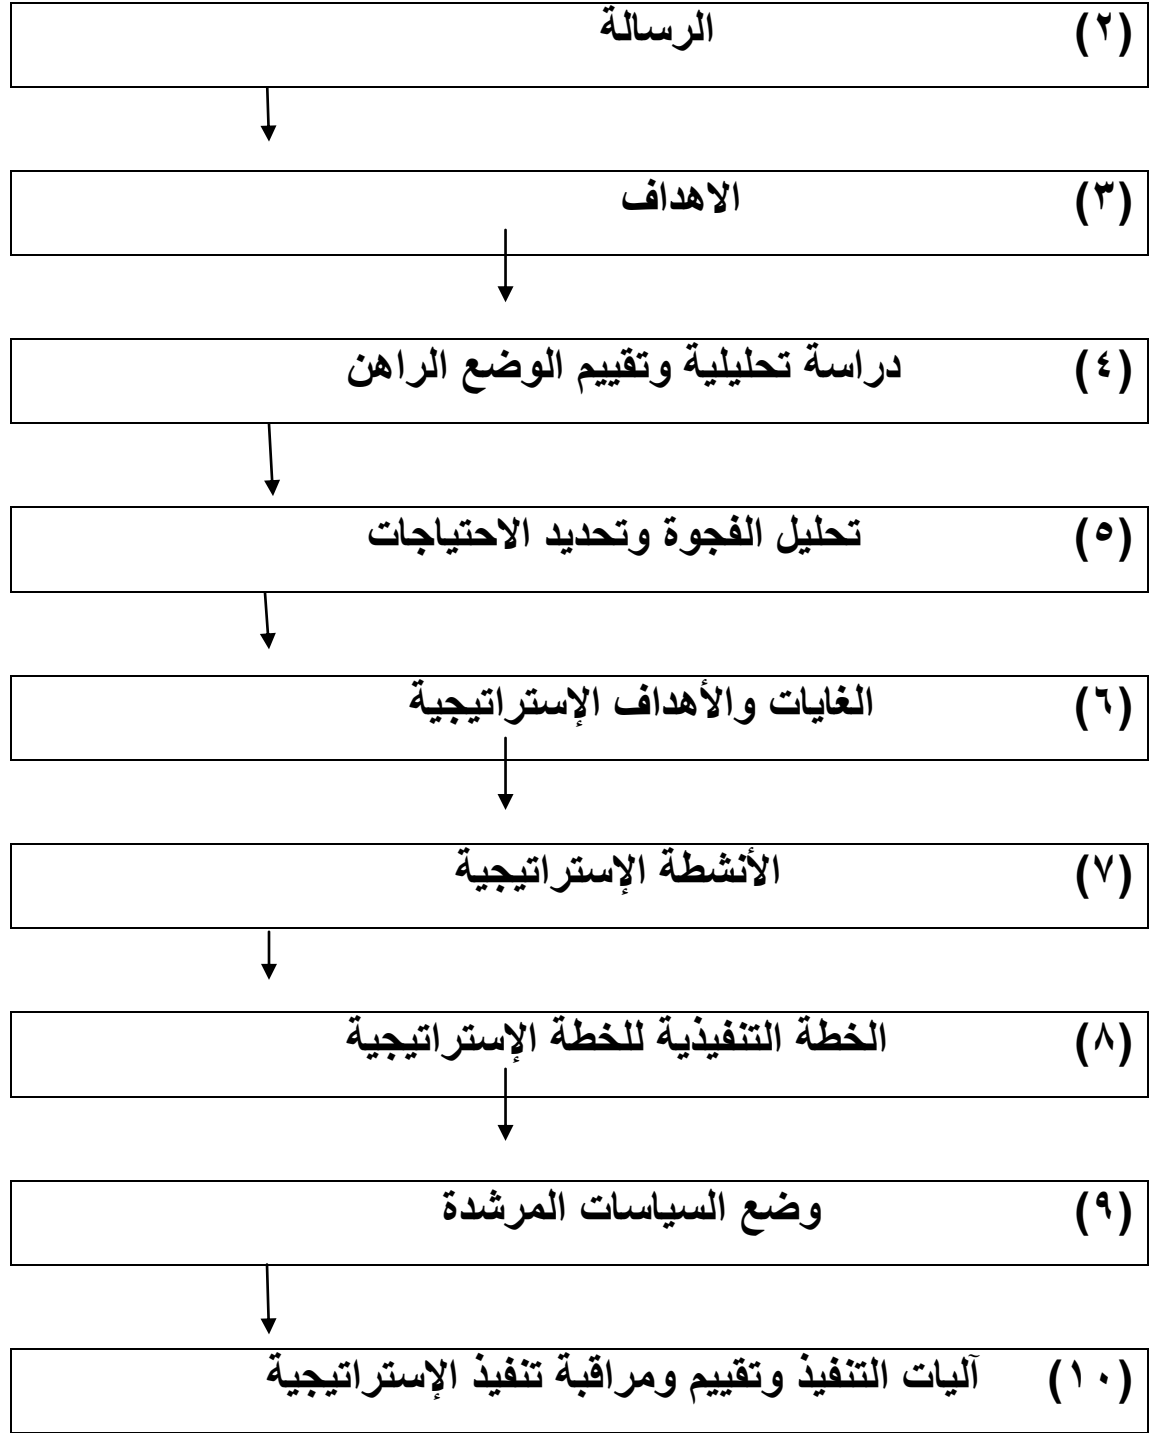 (٢) الرسالة
(٣) الاهداف
(٤) دراسة تحليلية وتقييم الوضع الراهن
(٥) تحليل الفجوة وتحديد الاحتياجات
(٦) الغايات والأهداف الإستراتيجية
(٧) الأنشطة الإستراتيجية
(٨) الخطة التنفيذية للخطة الإستراتيجية
(٩) وضع السياسات المرشدة
(١٠) آليات التنفيذ وتقييم ومراقبة تنفيذ الإستراتيجية